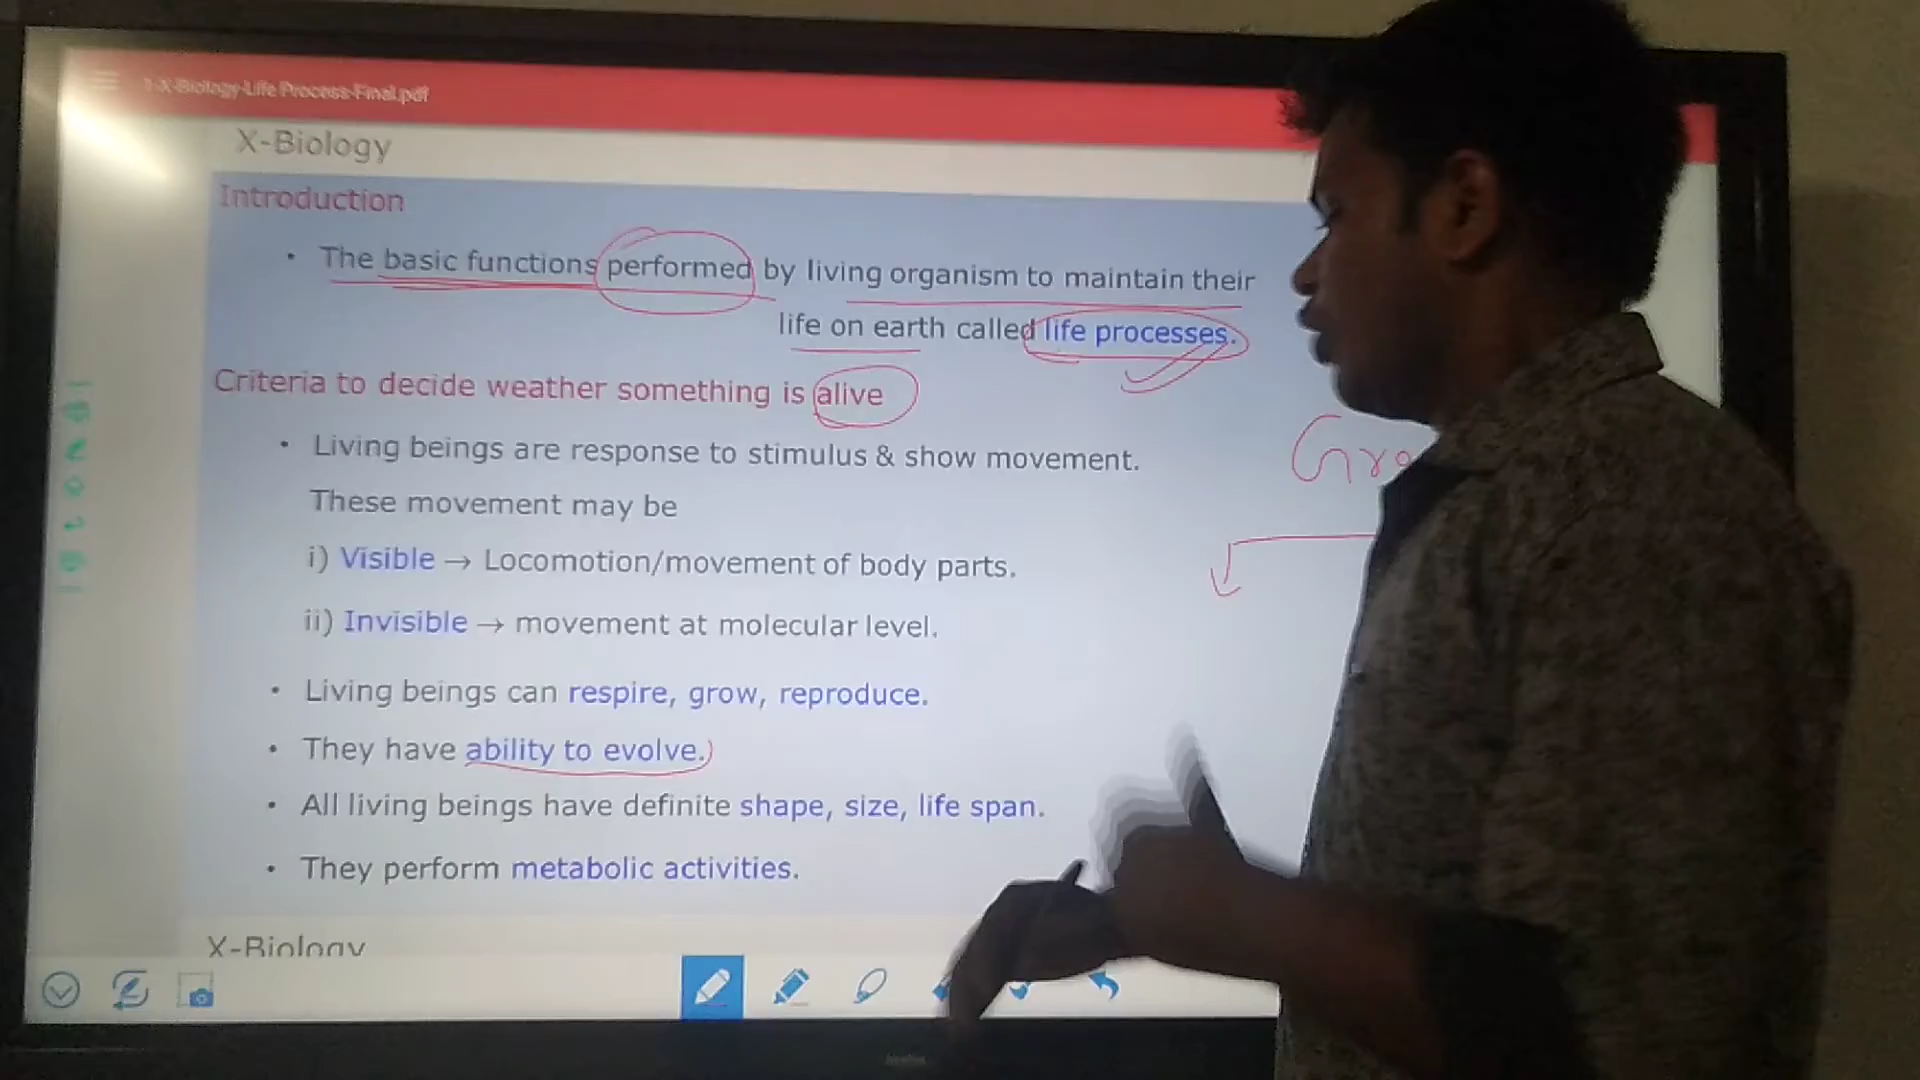 1-X-Biology-Life Process-Final.pdf
X-Biology
Introduction
• The basic functions performed by living organism to maintain their
life on earth called life processes.
Criteria to decide weather something is alive
• Living beings are response to stimulus & show movement.
These movement may be
i) Visible → Locomotion/movement of body parts.
ii) Invisible → movement at molecular level.
• Living beings can respire, grow, reproduce.
• They have ability to evolve.
• All living beings have definite shape, size, life span.
• They perform metabolic activities.
X-Biology
Gro